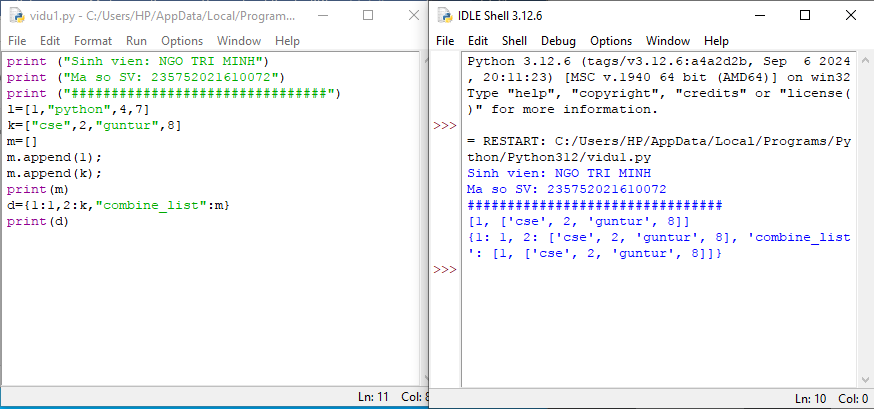 vidu1.py - C:/Users/HP/AppData/Local/Program...
File Edit Format Run Options Window Help
print ("Sinh vien: NGO TRI MINH")
print ("Ma so SV: 235752021610072")
print ("################################")
l=[1,"python",4,7]
k=["cse",2,"guntur",8]
m=[]
m.append(1);
m.append(k);
print(m)
d={1:1,2:k,"combine_list":m}
print(d)
Ln: 11 Col: 8
IDLE Shell 3.12.6
File Edit Shell Debug Options Window Help
Python 3.12.6 (tags/v3.12.6:a4a2d2b, Sep  6 2024
, 20:11:23) [MSC v.1940 64 bit (AMD64)] on win32
Type "help", "copyright", "credits" or "license(
)" for more information.
>>>
= RESTART: C:/Users/HP/AppData/Local/Programs/Py
thon/Python312/vidu1.py
Sinh vien: NGO TRI MINH
Ma so SV: 235752021610072
################################
[1, ['cse', 2, 'guntur', 8]]
{1: 1, 2: ['cse', 2, 'guntur', 8], 'combine_list
': [1, ['cse', 2, 'guntur', 8]]}
>>>
Ln: 10 Col: 0